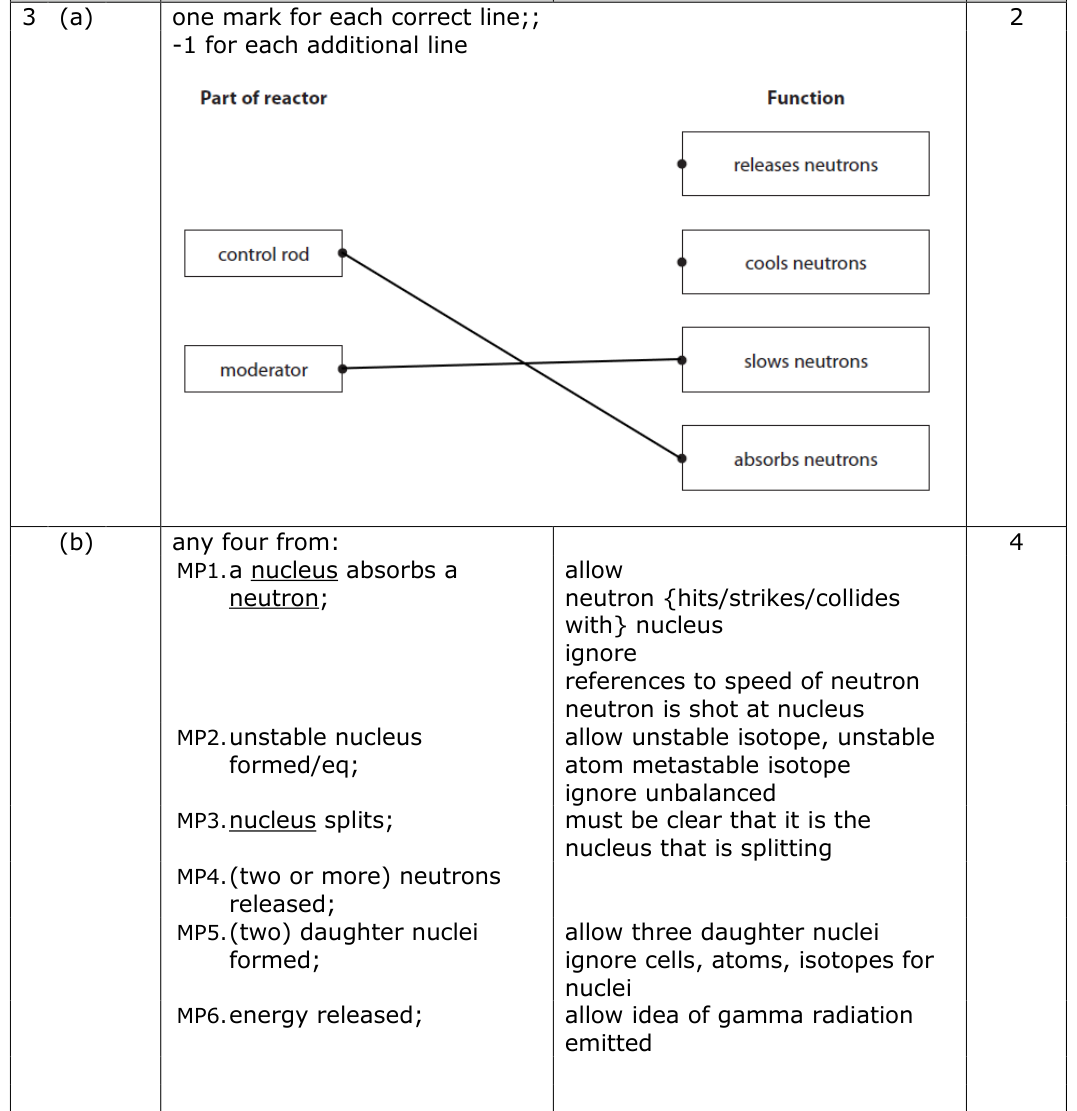 3 (a) one mark for each correct line;; 2
-1 for each additional line
Part of reactor Function
releases neutrons
control rod cools neutrons
moderator slows neutrons
absorbs neutrons
(b) any four from: 4
MP1. a nucleus absorbs a allow
neutron; neutron {hits/strikes/collides
with} nucleus
ignore
references to speed of neutron
neutron is shot at nucleus
MP2. unstable nucleus allow unstable isotope, unstable
formed/eq; atom metastable isotope
ignore unbalanced
MP3. nucleus splits; must be clear that it is the
nucleus that is splitting
MP4. (two or more) neutrons
released;
MP5. (two) daughter nuclei allow three daughter nuclei
formed; ignore cells, atoms, isotopes for
nuclei
MP6. energy released; allow idea of gamma radiation
emitted